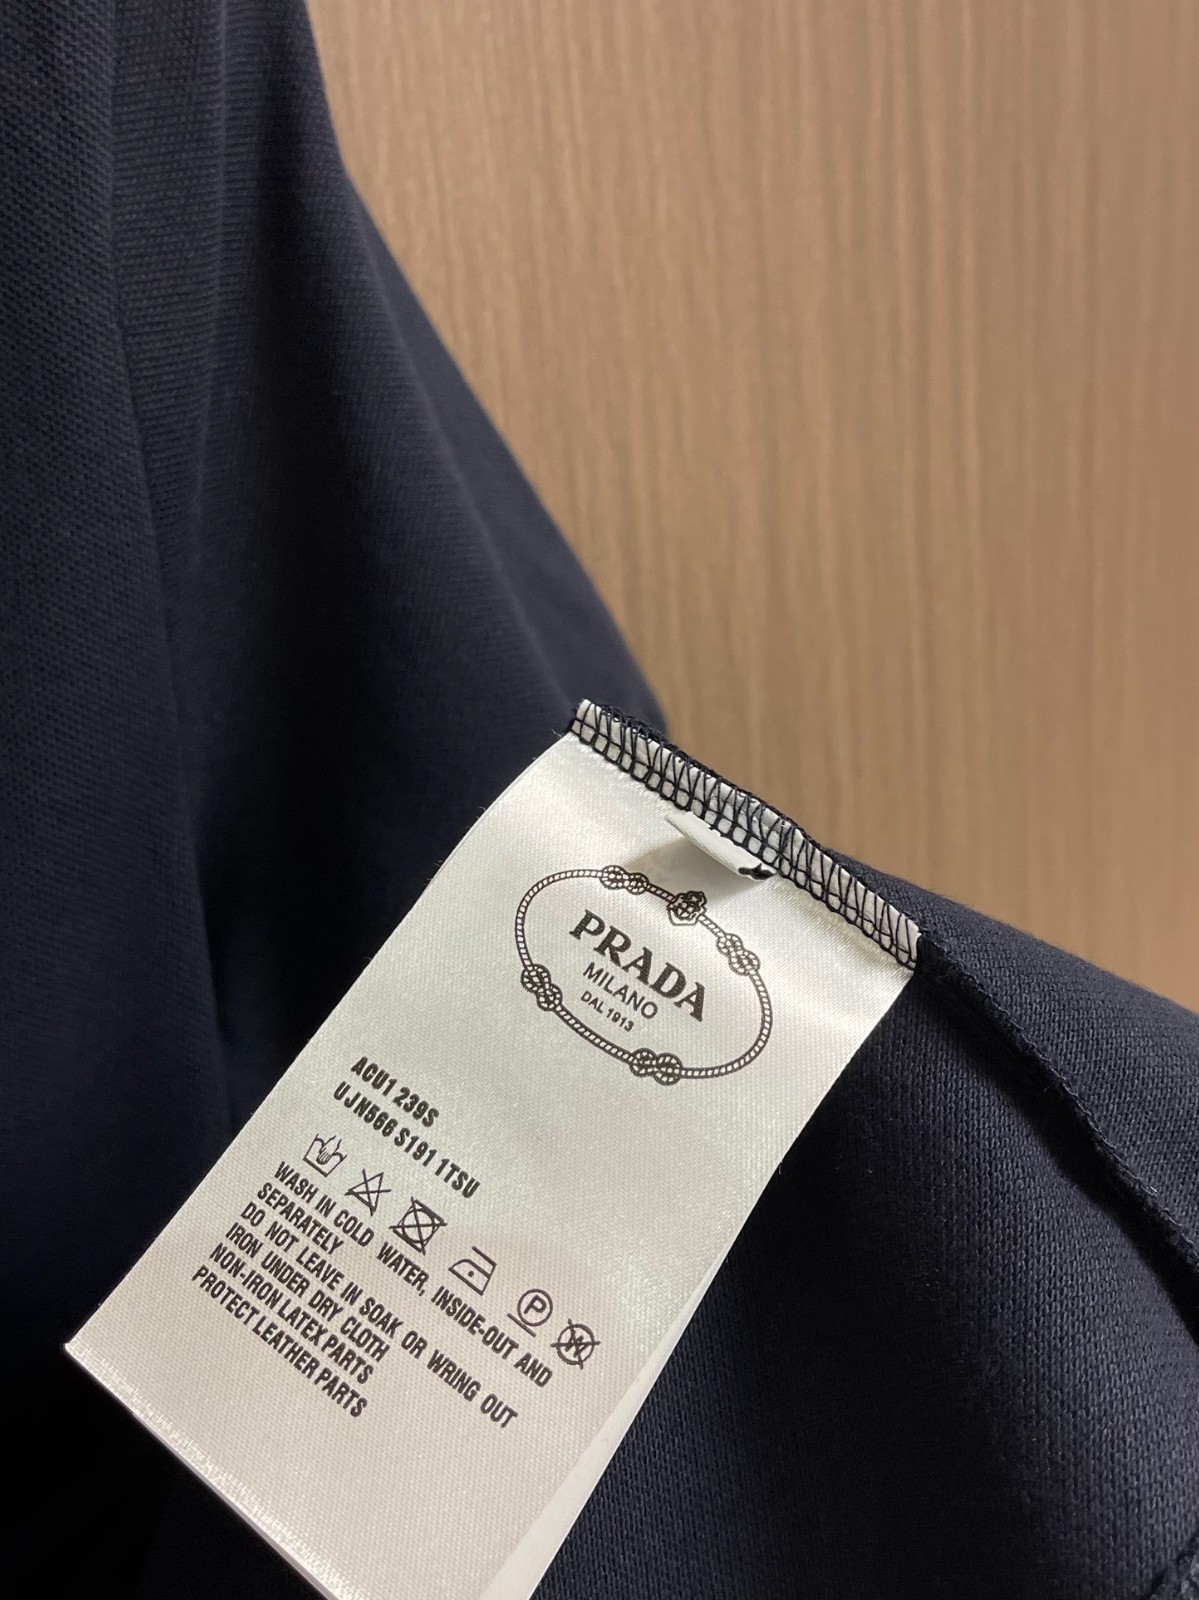 PRADA
MILANO
DAL 1913
ACU1 239S
UJN566 S191 1TSU
P
W
WASH IN COLD WATER, INSIDE-OUT AND
SEPARATELY
DO NOT LEAVE IN SOAK OR WRING OUT
IRON UNDER DRY CLOTH
NON-IRON LATEX PARTS
PROTECT LEATHER PARTS